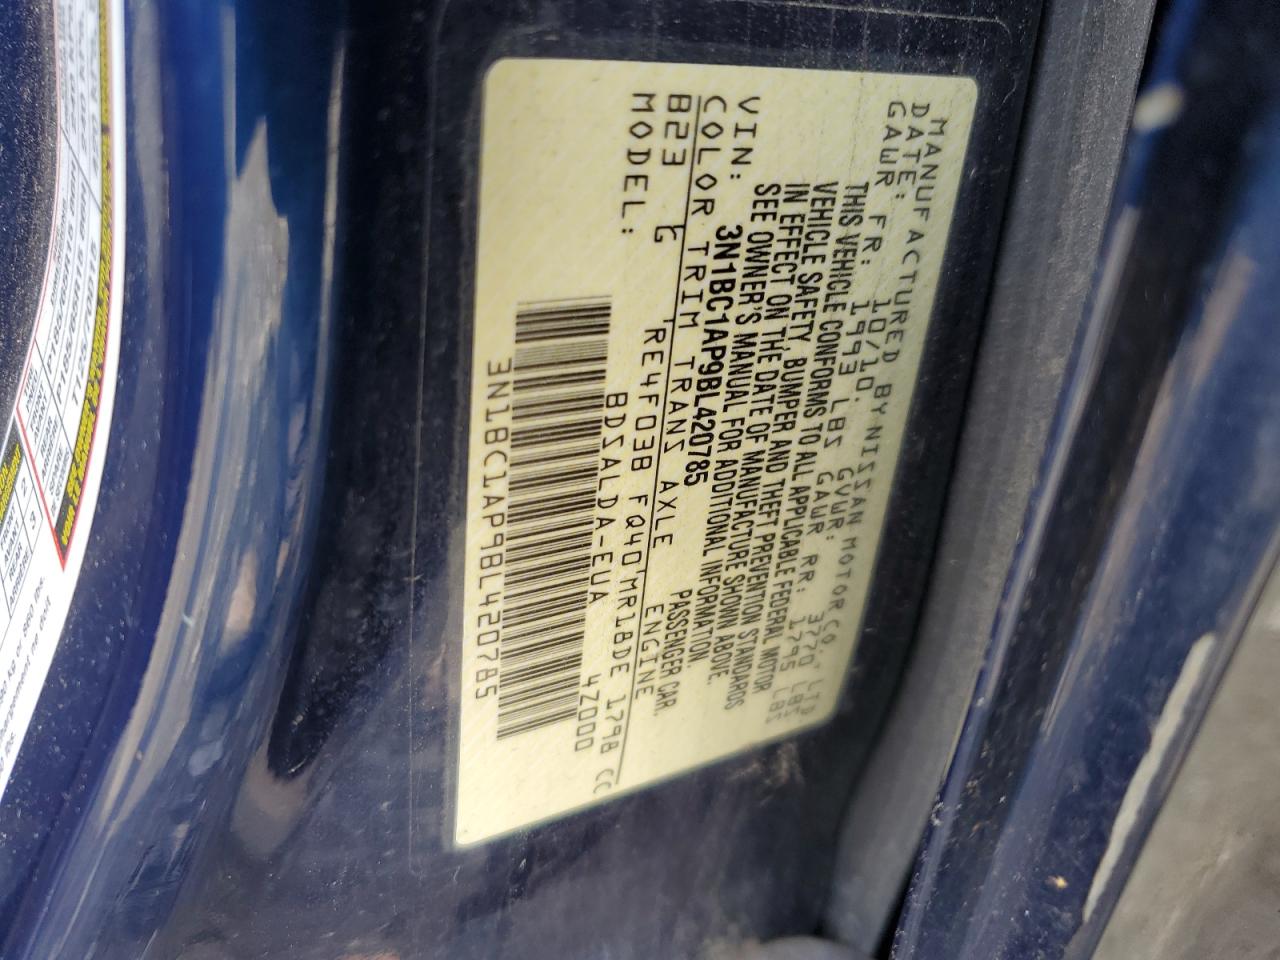 MANUFACTURED BY NISSAN MOTOR CO., LTD
DATE: 10/10. GVWR: 3770 LBS
GAWR FR: 1993 LBS GAWR RR: 1795 LBS
THIS VEHICLE CONFORMS TO ALL APPLICABLE FEDERAL MOTOR
VEHICLE SAFETY, BUMPER AND THEFT PREVENTION STANDARDS
IN EFFECT ON THE DATE OF MANUFACTURE SHOWN ABOVE.
SEE OWNER'S MANUAL FOR ADDITIONAL INFORMATION.
VIN: 3N1BC1AP9BL420785 PASSENGER CAR.
COLOR TRIM TRANS AXLE ENGINE
B23 G RE4F03B FQ40 MR18DE 1798 CC
MODEL: BDSALDA-EUA 4Z000
3N1BC1AP9BL420785